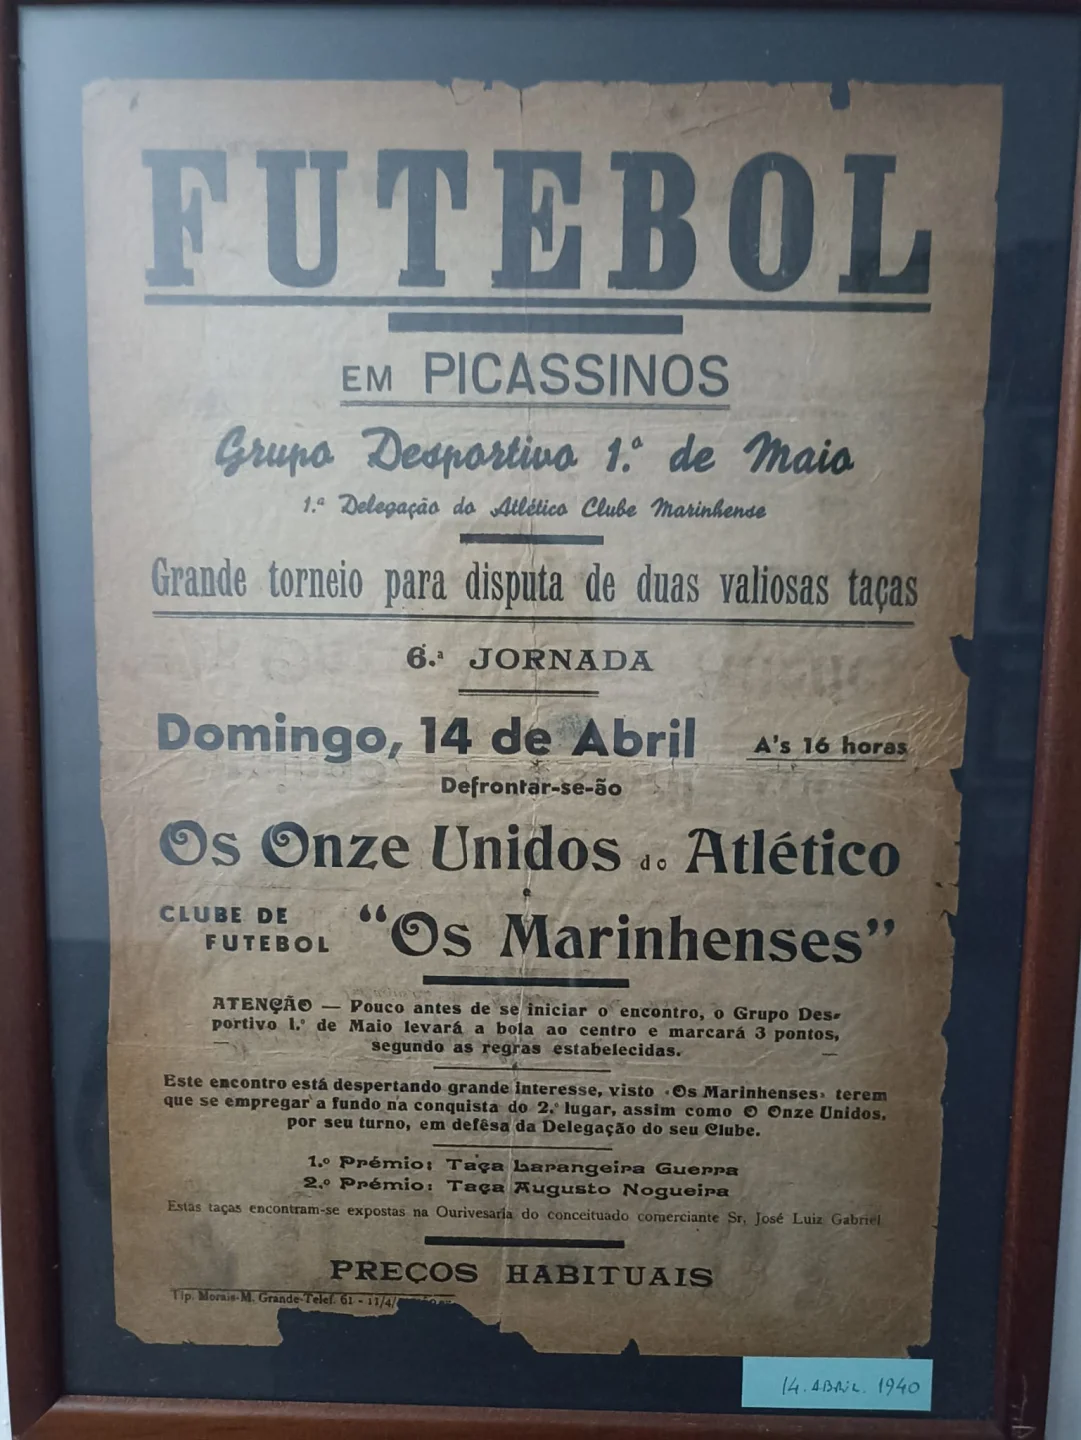 FUTEBOL
EM PICASSINOS
Grupo Desportivo 1.º de Maio
1.ª Delegação do Atlético Clube Marinhense
Grande torneio para disputa de duas valiosas taças
6.ª JORNADA
Domingo, 14 de Abril A's 16 horas
Defrontar-se-ão
Os Onze Unidos do Atlético
e
CLUBE DE FUTEBOL "Os Marinhenses"
ATENÇÃO — Pouco antes de se iniciar o encontro, o Grupo Des-
portivo 1.º de Maio levará a bola ao centro e marcará 3 pontos,
segundo as regras estabelecidas.
Este encontro está despertando grande interesse, visto «Os Marinhenses» terem
que se empregar a fundo na conquista do 2.º lugar, assim como O Onze Unidos,
por seu turno, em defêsa da Delegação do seu Clube.
1.º Prémio: Taça Larangeira Guerra
2.º Prémio: Taça Augusto Nogueira
Estas taças encontram-se expostas na Ourivesaria do conceituado comerciante Sr, José Luiz Gabriel
PREÇOS HABITUAIS
Tip. Morais-M. Grande-Telef. 61 - 11/4/
14. ABRIL. 1940